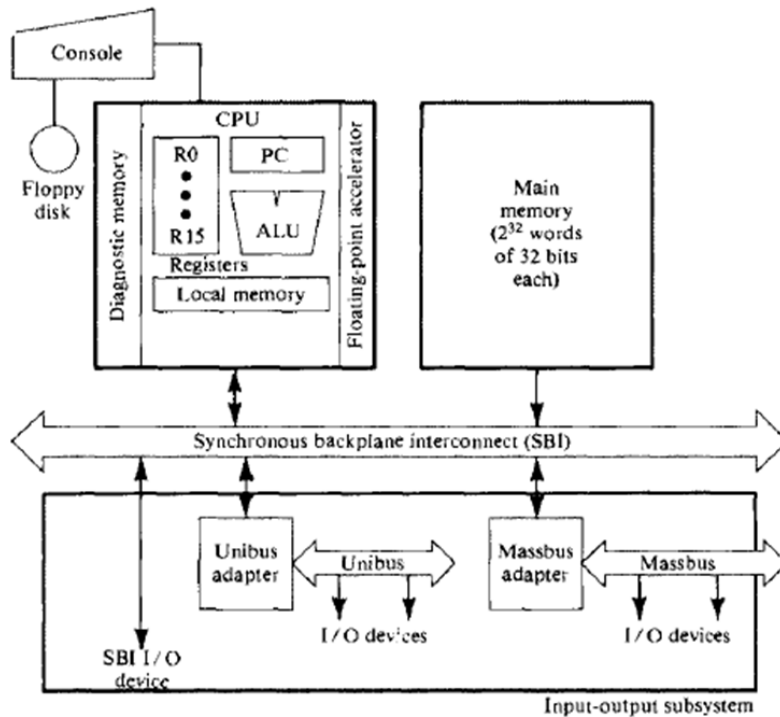 Console
Floppy
disk
Diagnostic memory
CPU
R0
R15
Registers
PC
ALU
Local memory
Floating-point accelerator
Main
memory
(2³² words
of 32 bits
each)
Synchronous backplane interconnect (SBI)
Unibus
adapter
Unibus
I/O devices
Massbus
adapter
Massbus
I/O devices
SBI I/O
device
Input-output subsystem